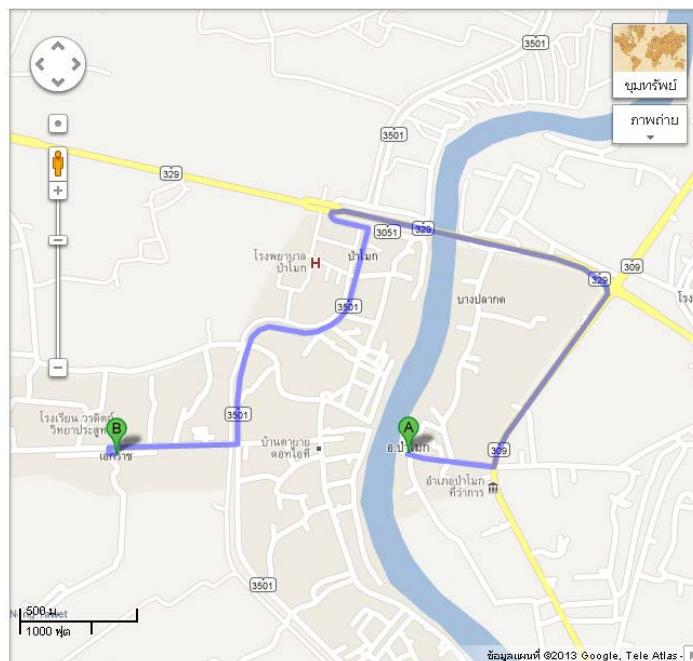 3501
ขุมทรัพย์
ภาพถ่าย
3501
329
329
3051
329
โรงพยาบาล
ป่าโมก
H
ป่าโมก
309
329
บางปลากด
3501
B
โรงเรียน วรดิตถ์
วิทยาประสูท
เอกราช
3501
A
อ.ป่าโมก
บ้านตายาย
ดอทไอที
309
อำเภอป่าโมก
ที่ว่าการ
3501
500 ม.
1000 ฟุต
3501
ข้อมูลแผนที่ ©2013 Google, Tele Atlas -